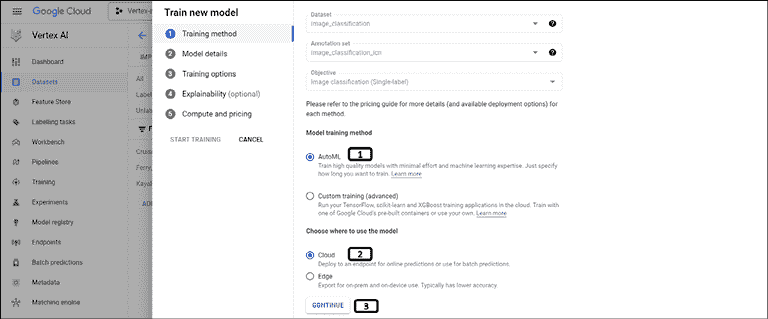 Google Cloud
Vertex AI
Dashboard
Datasets
Feature Store
Labelling tasks
Workbench
Pipelines
Training
Experiments
Model registry
Endpoints
Batch predictions
Metadata
Matching engine
All
Train new model
1 Training method
2 Model details
3 Training options
4 Explainability (optional)
5 Compute and pricing
START TRAINING CANCEL
Dataset
image_classification
Annotation set
image_classification_icn
Objective
Image classification (Single-label)
Please refer to the pricing guide for more details (and available deployment options) for
each method.
Model training method
AutoML 1
Train high quality models with minimal effort and machine learning expertise. Just specify
how long you want to train. Learn more
Custom training (advanced)
Run your TensorFlow, scikit-learn and XGBoost training applications in the cloud. Train with
one of Google Cloud's pre-built containers or use your own. Learn more
Choose where to use the model
Cloud 2
Deploy to an endpoint for online predictions or use for batch predictions.
Edge
Export for on-prem and on-device use. Typically has lower accuracy.
CONTINUE 3